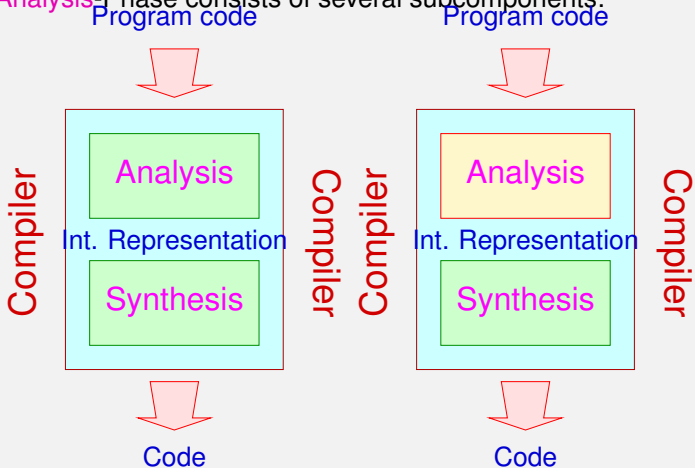 Analysis-Phase consists of several subcomponents:
Program code
Program code
Compiler
Analysis
Int. Representation
Synthesis
Compiler
Compiler
Analysis
Int. Representation
Synthesis
Compiler
Code
Code